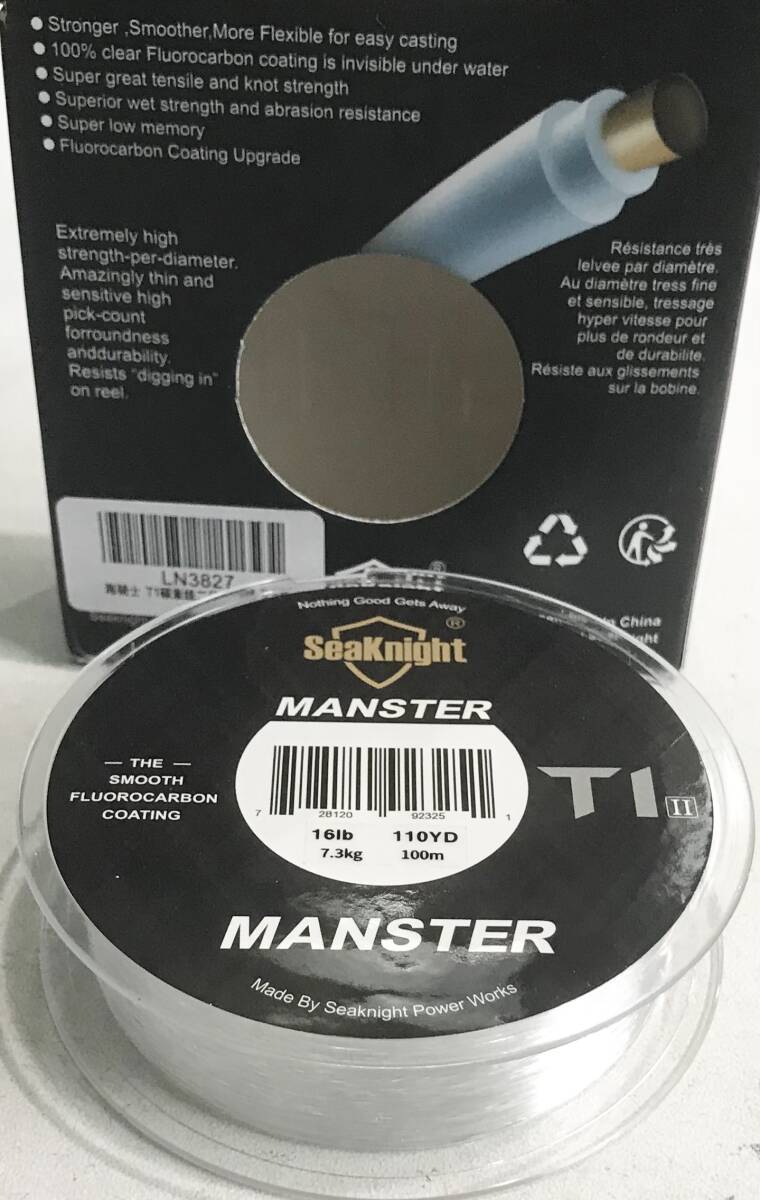 Stronger ,Smoother,More Flexible for easy casting
100% clear Fluorocarbon coating is invisible under water
Super great tensile and knot strength
Superior wet strength and abrasion resistance
Super low memory
Fluorocarbon Coating Upgrade
Extremely high
strength-per-diameter.
Amazingly thin and
sensitive high
pick-count
forroundness
anddurability.
Resists "digging in"
on reel.
Résistance très
lelvee par diamètre.
Au diamètre tress fine
et sensible, tressage
hyper vitesse pour
plus de rondeur et
de durabilite.
Résiste aux glissements
sur la bobine.
LN3827
China
Nothing Good Gets Away
SeaKnight®
MANSTER
— THE —
SMOOTH
FLUOROCARBON
COATING
T1 II
7 28120 92325 1
16lb 110YD
7.3kg 100m
MANSTER
Made By Seaknight Power Works